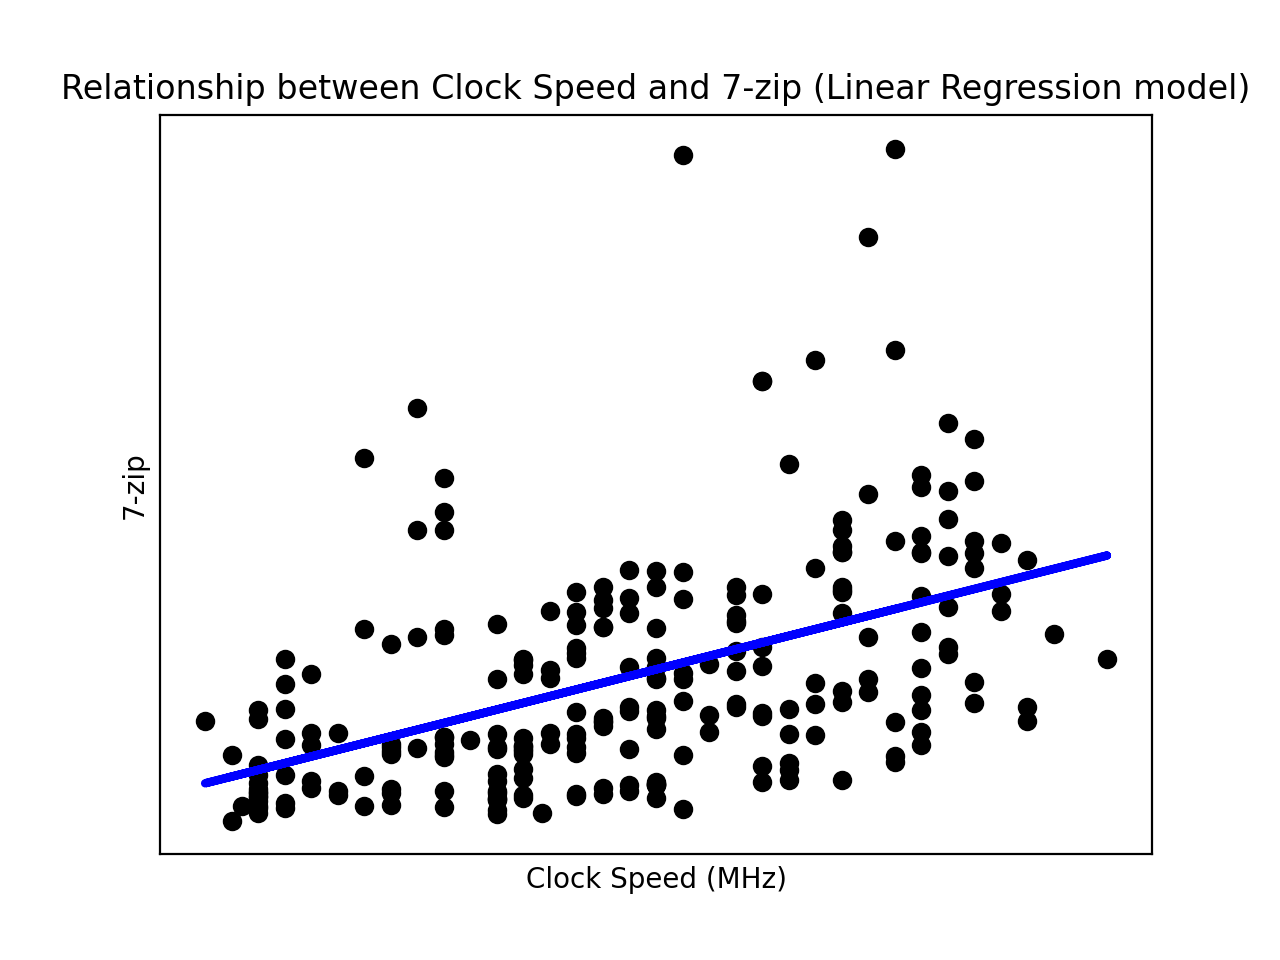 Relationship between Clock Speed and 7-zip (Linear Regression model)
7-zip
Clock Speed (MHz)